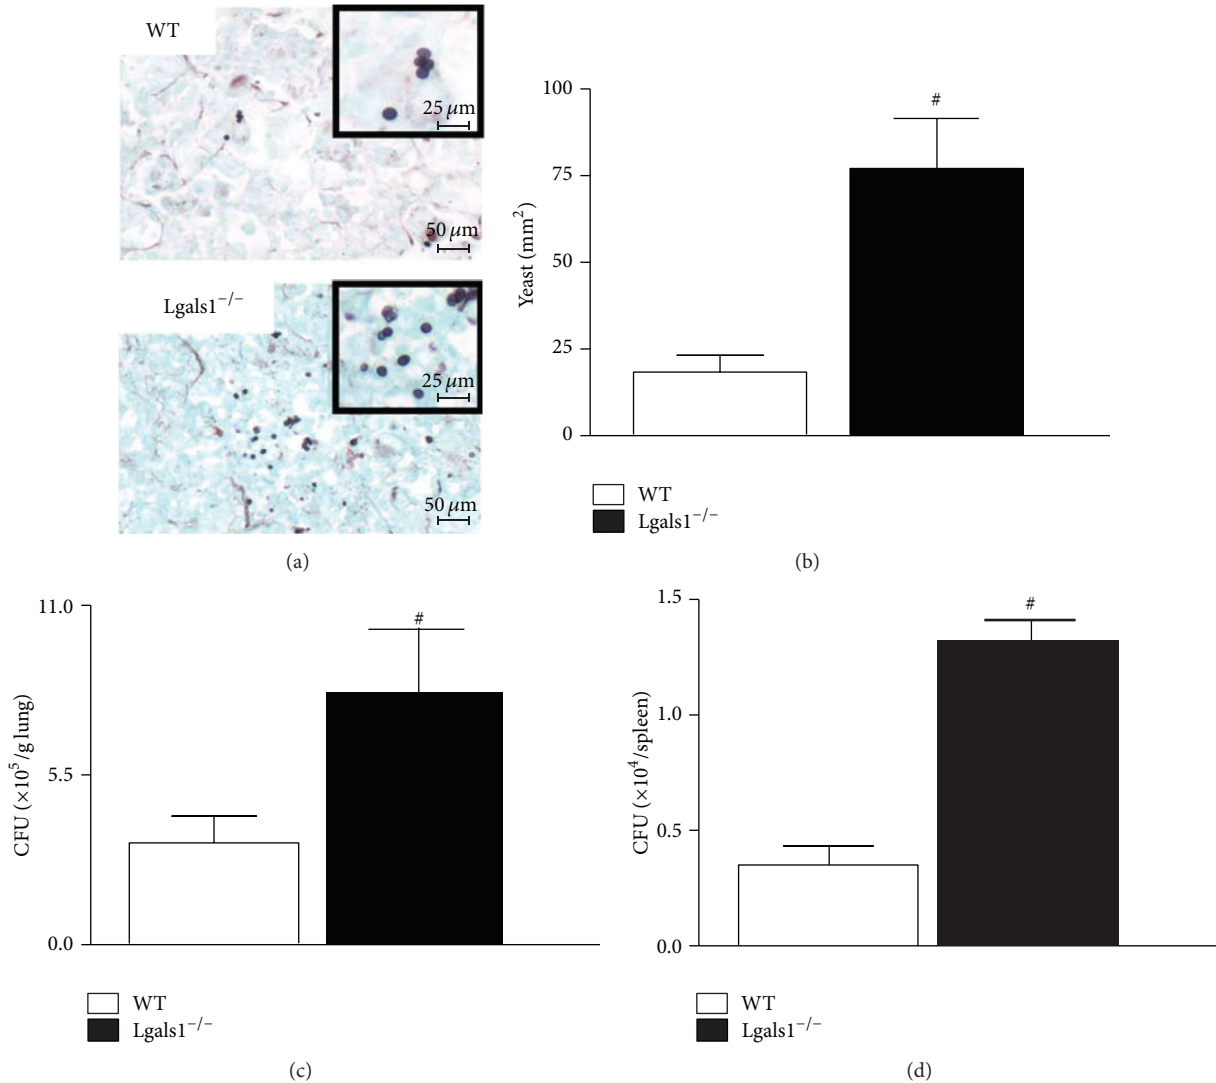 WT
25 μm
50 μm
Lgals1⁻/⁻
25 μm
50 μm
(a)
100
75
50
25
0
Yeast (mm²)
#
WT
Lgals1⁻/⁻
(b)
11.0
5.5
0.0
CFU (×10⁵/g lung)
#
WT
Lgals1⁻/⁻
(c)
1.5
1.0
0.5
0.0
CFU (×10⁴/spleen)
#
WT
Lgals1⁻/⁻
(d)